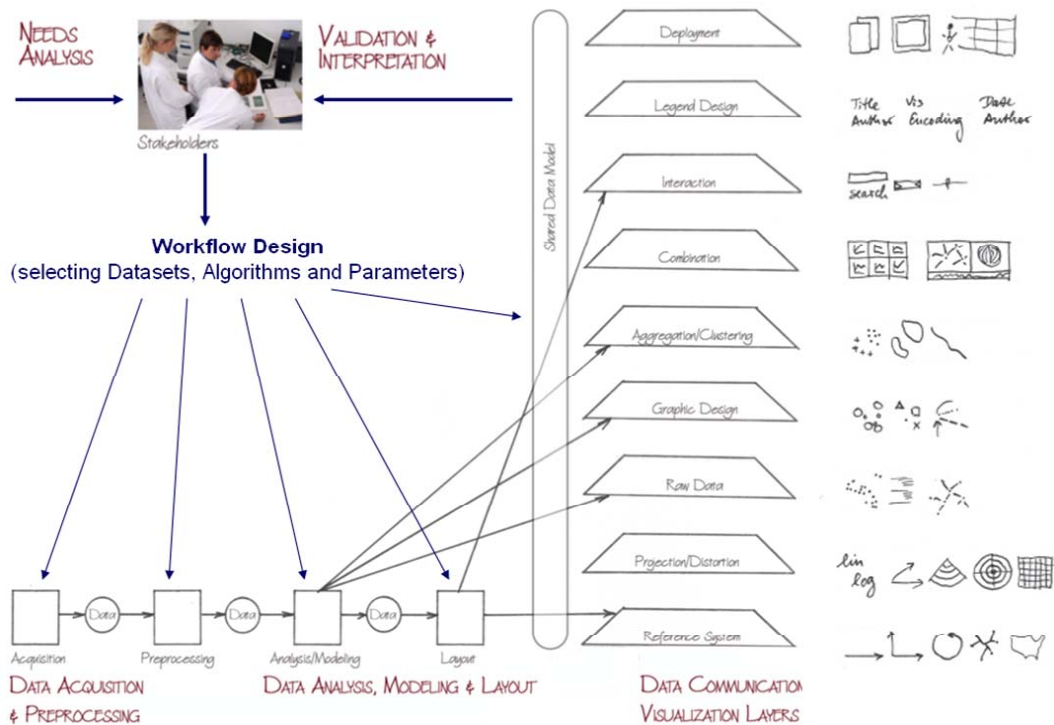 NEEDS
ANALYSIS
VALIDATION &
INTERPRETATION
Stakeholders
Workflow Design
(selecting Datasets, Algorithms and Parameters)
Shared Data Model
Deployment
Legend Design
Title Vis Date
Author Encoding Author
Interaction
search
Combination
Aggregation/Clustering
Graphic Design
Raw Data
Projection/Distortion
lin
log
Reference System
Data
Data
Data
Acquisition
Preprocessing
Analysis/Modeling
Layout
DATA ACQUISITION
& PREPROCESSING
DATA ANALYSIS, MODELING & LAYOUT
DATA COMMUNICATION
VISUALIZATION LAYERS